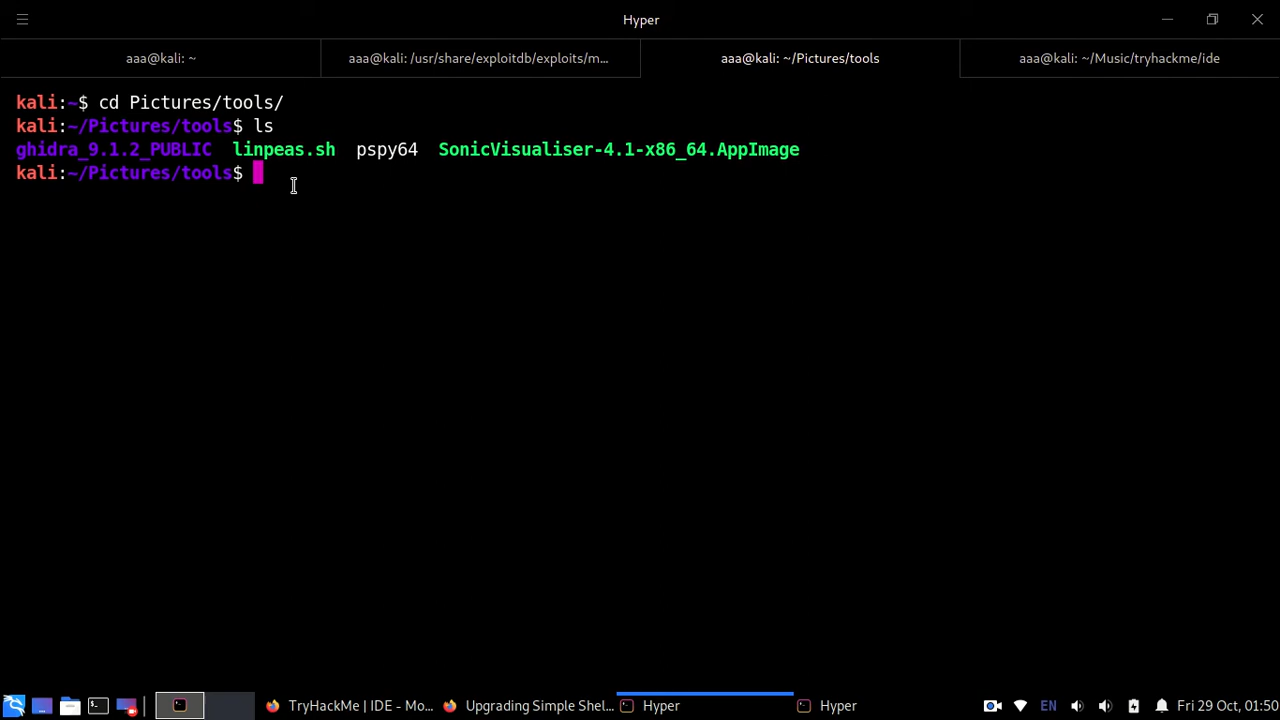 Hyper
aaa@kali: ~ aaa@kali: /usr/share/exploitdb/exploits/m... aaa@kali: ~/Pictures/tools aaa@kali: ~/Music/tryhackme/ide
kali:~$ cd Pictures/tools/
kali:~/Pictures/tools$ ls
ghidra_9.1.2_PUBLIC linpeas.sh pspy64 SonicVisualiser-4.1-x86_64.AppImage
kali:~/Pictures/tools$
TryHackMe | IDE - Mo... Upgrading Simple Shel... Hyper Hyper EN Fri 29 Oct, 01:50